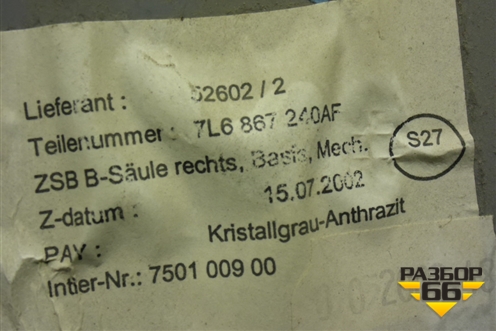 Lieferant : 52602 / 2
Teilenummer : 7L6 867 240AF
ZSB B-Säule rechts, Basis, Mech.
S27
Z-datum : 15.07.2002
PAY : Kristallgrau-Anthrazit
Intier-Nr.: 7501 009 00
РАЗБОР
66